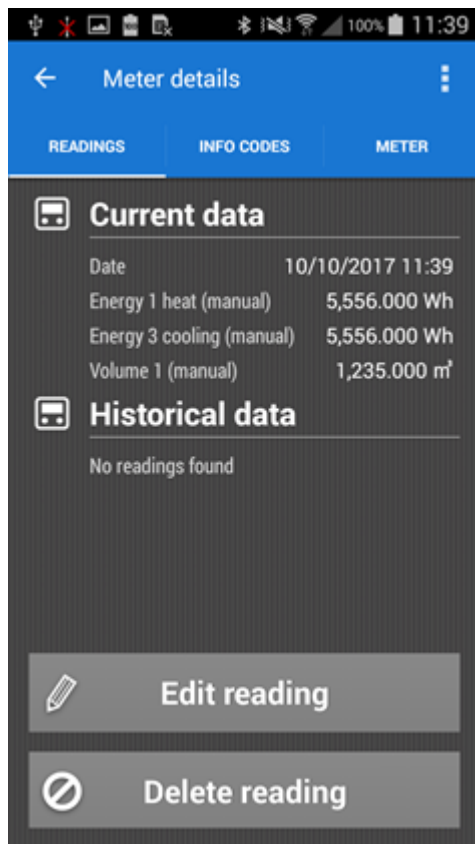 100% 11:39
Meter details
READINGS INFO CODES METER
Current data
Date 10/10/2017 11:39
Energy 1 heat (manual) 5,556.000 Wh
Energy 3 cooling (manual) 5,556.000 Wh
Volume 1 (manual) 1,235.000 m³
Historical data
No readings found
Edit reading
Delete reading